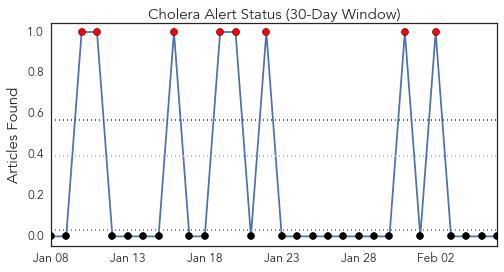 Cholera Alert Status (30-Day Window)
Articles Found
1.0
0.8
0.6
0.4
0.2
0.0
Jan 08
Jan 13
Jan 18
Jan 23
Jan 28
Feb 02